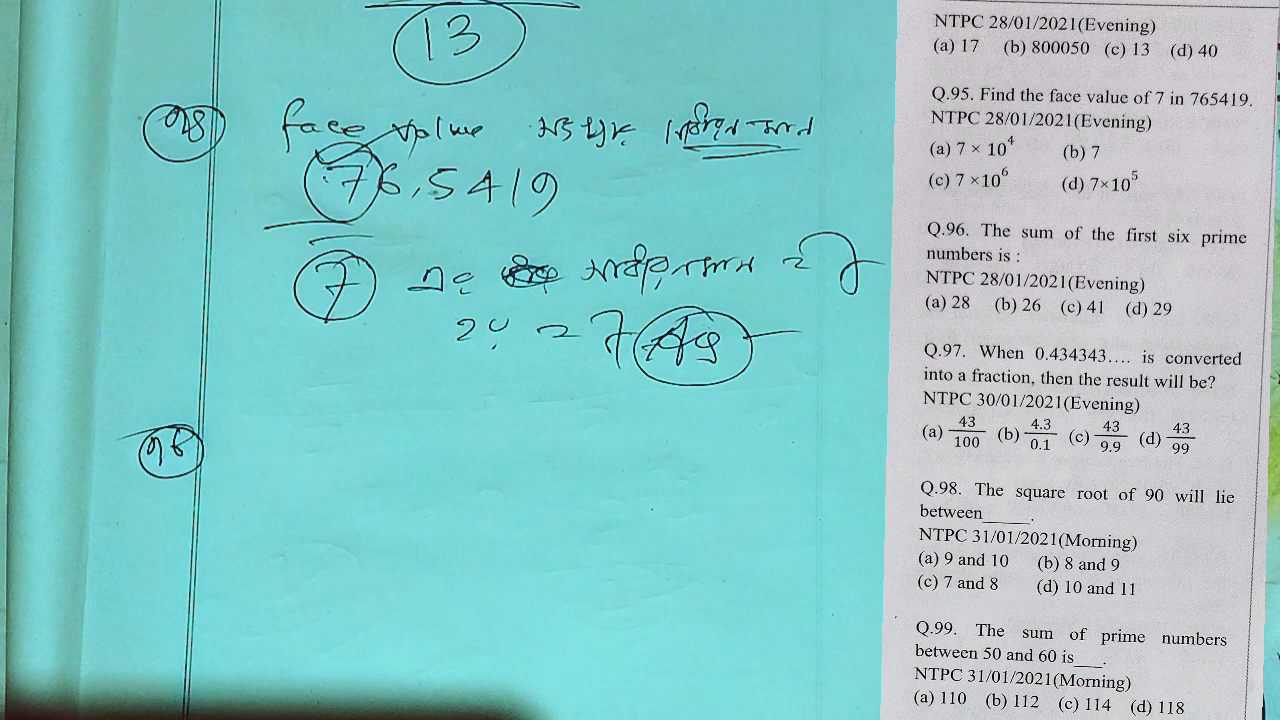 13
face value
76,5419
7 এর = 7
= 7 Ans
NTPC 28/01/2021(Evening)
(a) 17 (b) 800050 (c) 13 (d) 40
Q.95. Find the face value of 7 in 765419.
NTPC 28/01/2021(Evening)
(a) 7 × 10⁴ (b) 7
(c) 7 ×10⁶ (d) 7×10⁵
Q.96. The sum of the first six prime
numbers is :
NTPC 28/01/2021(Evening)
(a) 28 (b) 26 (c) 41 (d) 29
Q.97. When 0.434343.... is converted
into a fraction, then the result will be?
NTPC 30/01/2021(Evening)
(a) 43/100 (b) 4.3/0.1 (c) 43/9.9 (d) 43/99
Q.98. The square root of 90 will lie
between_____.
NTPC 31/01/2021(Morning)
(a) 9 and 10 (b) 8 and 9
(c) 7 and 8 (d) 10 and 11
Q.99. The sum of prime numbers
between 50 and 60 is___.
NTPC 31/01/2021(Morning)
(a) 110 (b) 112 (c) 114 (d) 118